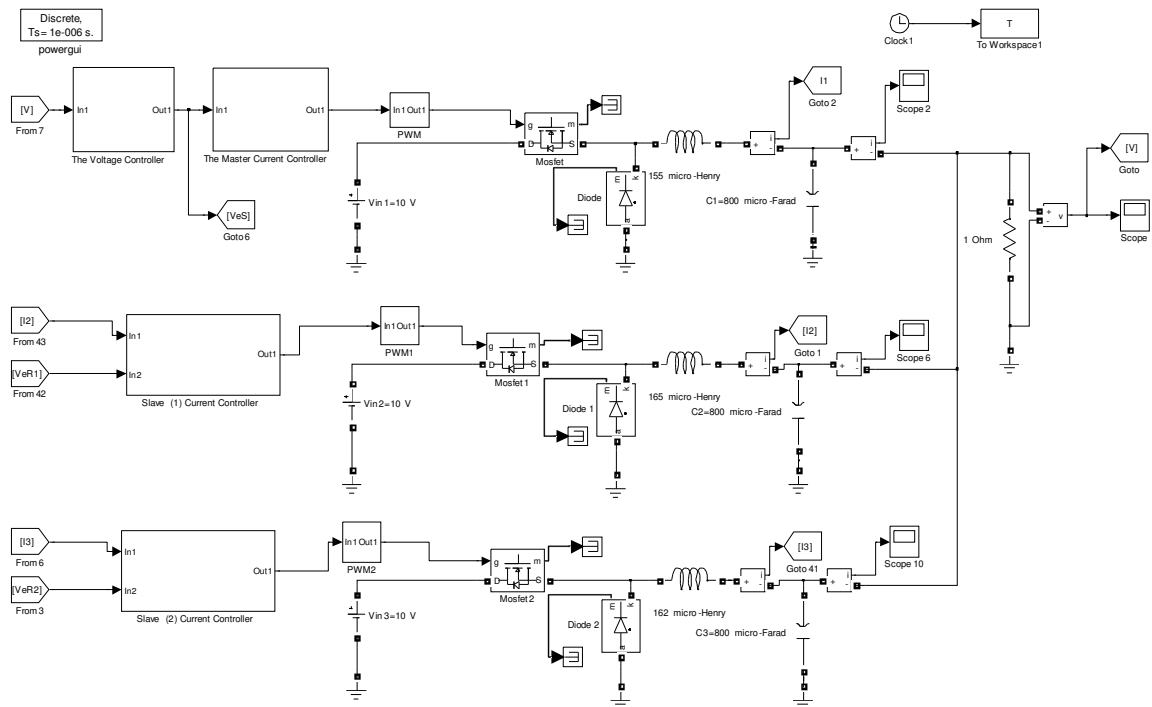 Discrete,
Ts = 1e-006 s.
powergui
Clock1
T
To Workspace1
[V]
From 7
In1
Out1
The Voltage Controller
In1
Out1
The Master Current Controller
In1 Out1
PWM
[VeS]
Goto 6
g
m
D
S
Mosfet
Vin 1=10 V
m
k
a
Diode
155 micro -Henry
i
+
-
I1
Goto 2
C1=800 micro -Farad
i
+
-
Scope 2
1 Ohm
+
-
v
[V]
Goto
Scope
[I2]
From 43
[VeR1]
From 42
In1
In2
Out1
Slave (1) Current Controller
In1 Out1
PWM1
g
m
D
S
Mosfet 1
Vin 2=10 V
m
k
a
Diode 1
165 micro -Henry
i
+
-
[I2]
Goto 1
C2=800 micro -Farad
i
+
-
Scope 6
[I3]
From 6
[VeR2]
From 3
In1
In2
Out1
Slave (2) Current Controller
In1 Out1
PWM2
g
m
D
S
Mosfet 2
Vin 3=10 V
m
k
a
Diode 2
162 micro -Henry
i
+
-
[I3]
Goto 41
C3=800 micro -Farad
i
+
-
Scope 10